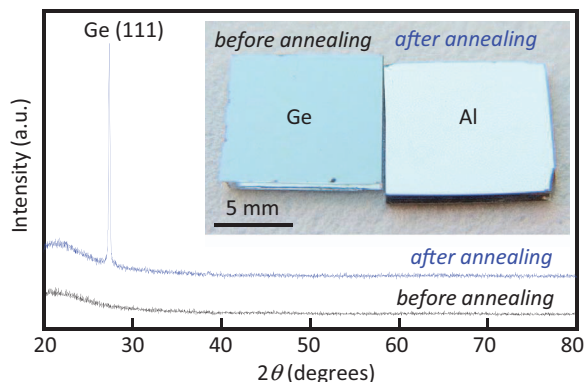 Ge (111)
before annealing
after annealing
Ge
Al
5 mm
Intensity (a.u.)
after annealing
before annealing
20
30
40
50
60
70
80
2θ (degrees)